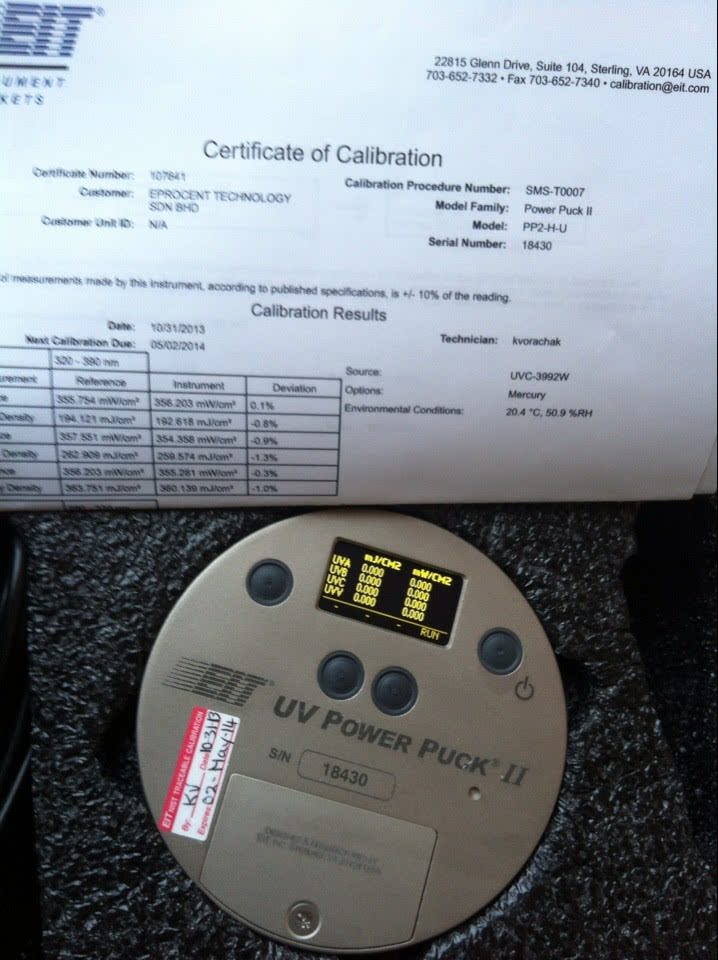 EIT®
UMENT
KETS
22815 Glenn Drive, Suite 104, Sterling, VA 20164 USA
703-652-7332 • Fax 703-652-7340 • calibration@eit.com
Certificate of Calibration
Certificate Number: 107841
Customer: EPROCENT TECHNOLOGY
SDN BHD
Customer Unit ID: N/A
Calibration Procedure Number: SMS-T0007
Model Family: Power Puck II
Model: PP2-H-U
Serial Number: 18430
measurements made by this instrument, according to published specifications, is +/- 10% of the reading.
Calibration Results
Date: 10/31/2013
Next Calibration Due: 05/02/2014
Technician: kvorachak
320 - 390 nm
urement Reference Instrument Deviation
ce 355.754 mW/cm² 356.203 mW/cm² 0.1%
Density 194.121 mJ/cm² 192.618 mJ/cm² -0.8%
ce 357.551 mW/cm² 354.358 mW/cm² -0.9%
Density 262.909 mJ/cm² 259.574 mJ/cm² -1.3%
nce 356.203 mW/cm² 355.281 mW/cm² -0.3%
y Density 363.751 mJ/cm² 360.139 mJ/cm² -1.0%
Source: UVC-3992W
Options: Mercury
Environmental Conditions: 20.4 °C, 50.9 %RH
mJ/CM2 mW/CM2
UVA 0.000 0.000
UVB 0.000 0.000
UVC 0.000 0.000
UVV 0.000 0.000
- - - RUN
EIT®
UV POWER PUCK® II
S/N 18430
EIT NIST TRACEABLE CALIBRATION
By: KV Date: 10.31.13
Expires: 02-May-14